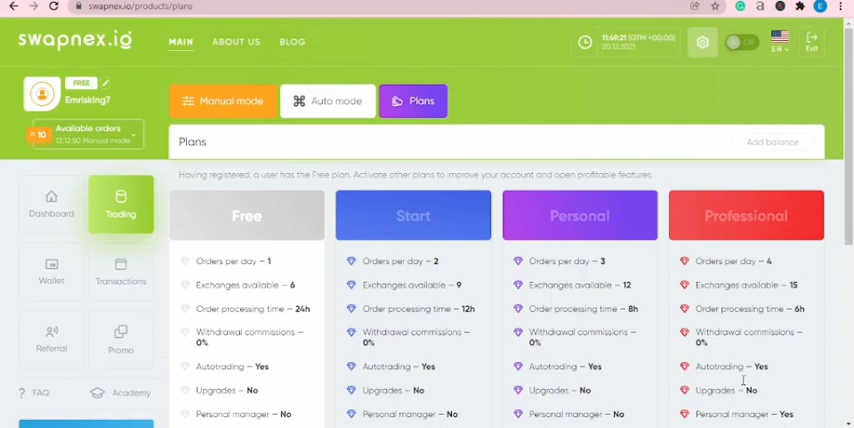 swapnex.io/products/plans
swapnex.io
MAIN
ABOUT US
BLOG
11:49:21 (GTM +00:00)
20.12.2021
Off
EN
Exit
FREE
Emrisking7
Manual mode
Auto mode
Plans
10
Available orders
13:12:50 Manual mode
Plans
Add balance
Having registered, a user has the Free plan. Activate other plans to improve your account and open profitable features.
Dashboard
Trading
Wallet
Transactions
Referral
Promo
? FAQ
Academy
Free
Orders per day – 1
Exchanges available – 6
Order processing time – 24h
Withdrawal commissions –
0%
Autotrading – Yes
Upgrades – No
Personal manager – No
Start
Orders per day – 2
Exchanges available – 9
Order processing time – 12h
Withdrawal commissions –
0%
Autotrading – Yes
Upgrades – No
Personal manager – No
Personal
Orders per day – 3
Exchanges available – 12
Order processing time – 8h
Withdrawal commissions –
0%
Autotrading – Yes
Upgrades – No
Personal manager – No
Professional
Orders per day – 4
Exchanges available – 15
Order processing time – 6h
Withdrawal commissions –
0%
Autotrading – Yes
Upgrades – No
Personal manager – Yes